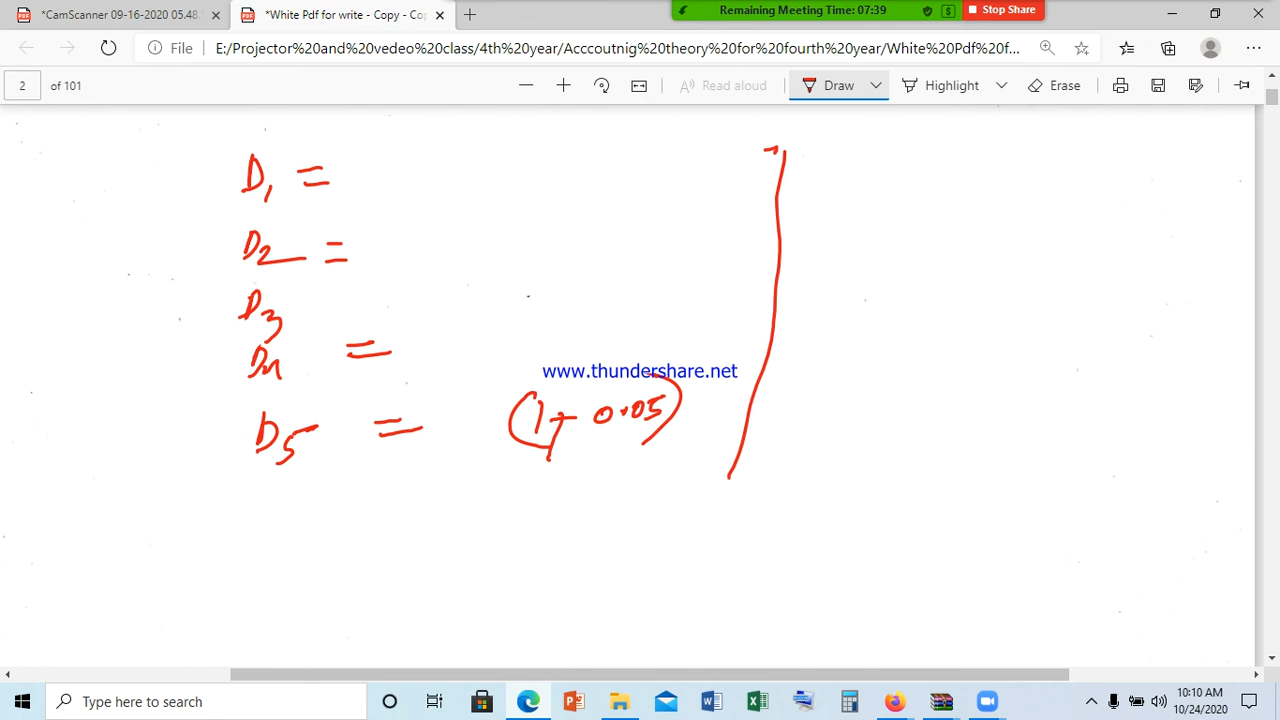 *CamScanner 09-16-2020 05.48.
*White Pdf for write - Copy - Cop
Remaining Meeting Time: 07:39
Stop Share
File
E:/Projector%20and%20vedeo%20class/4th%20year/Acccoutnig%20theory%20for%20fourth%20year/White%20Pdf%20f...
2 of 101
Read aloud
Draw
Highlight
Erase
D1 =
D2 =
D3
D4 =
www.thundershare.net
D5 = (1+0.05)
Type here to search
10:10 AM
10/24/2020